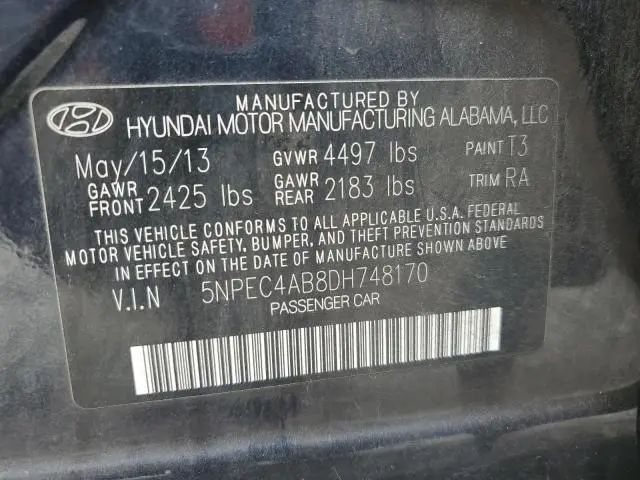 MANUFACTURED BY
HYUNDAI MOTOR MANUFACTURING ALABAMA, LLC
May/15/13 GVWR 4497 lbs PAINT T3
GAWR FRONT 2425 lbs GAWR REAR 2183 lbs TRIM RA
THIS VEHICLE CONFORMS TO ALL APPLICABLE U.S.A. FEDERAL
MOTOR VEHICLE SAFETY, BUMPER, AND THEFT PREVENTION STANDARDS
IN EFFECT ON THE DATE OF MANUFACTURE SHOWN ABOVE
V.I.N 5NPEC4AB8DH748170
PASSENGER CAR